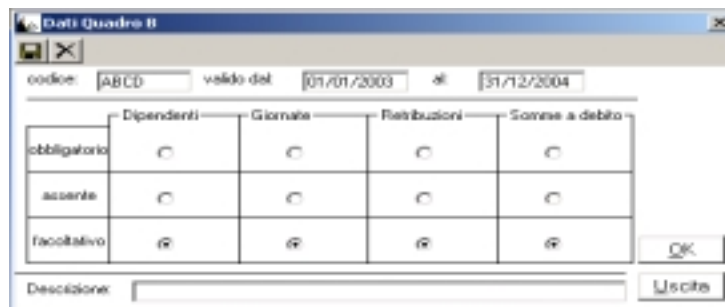 Dati Quadro B
codice: ABCD valido dal: 01/01/2003 al: 31/12/2004
Dipendenti Giornate Retribuzioni Somme a debito
obbligatorio
assente
facoltativo
OK
Descrizione: Uscita